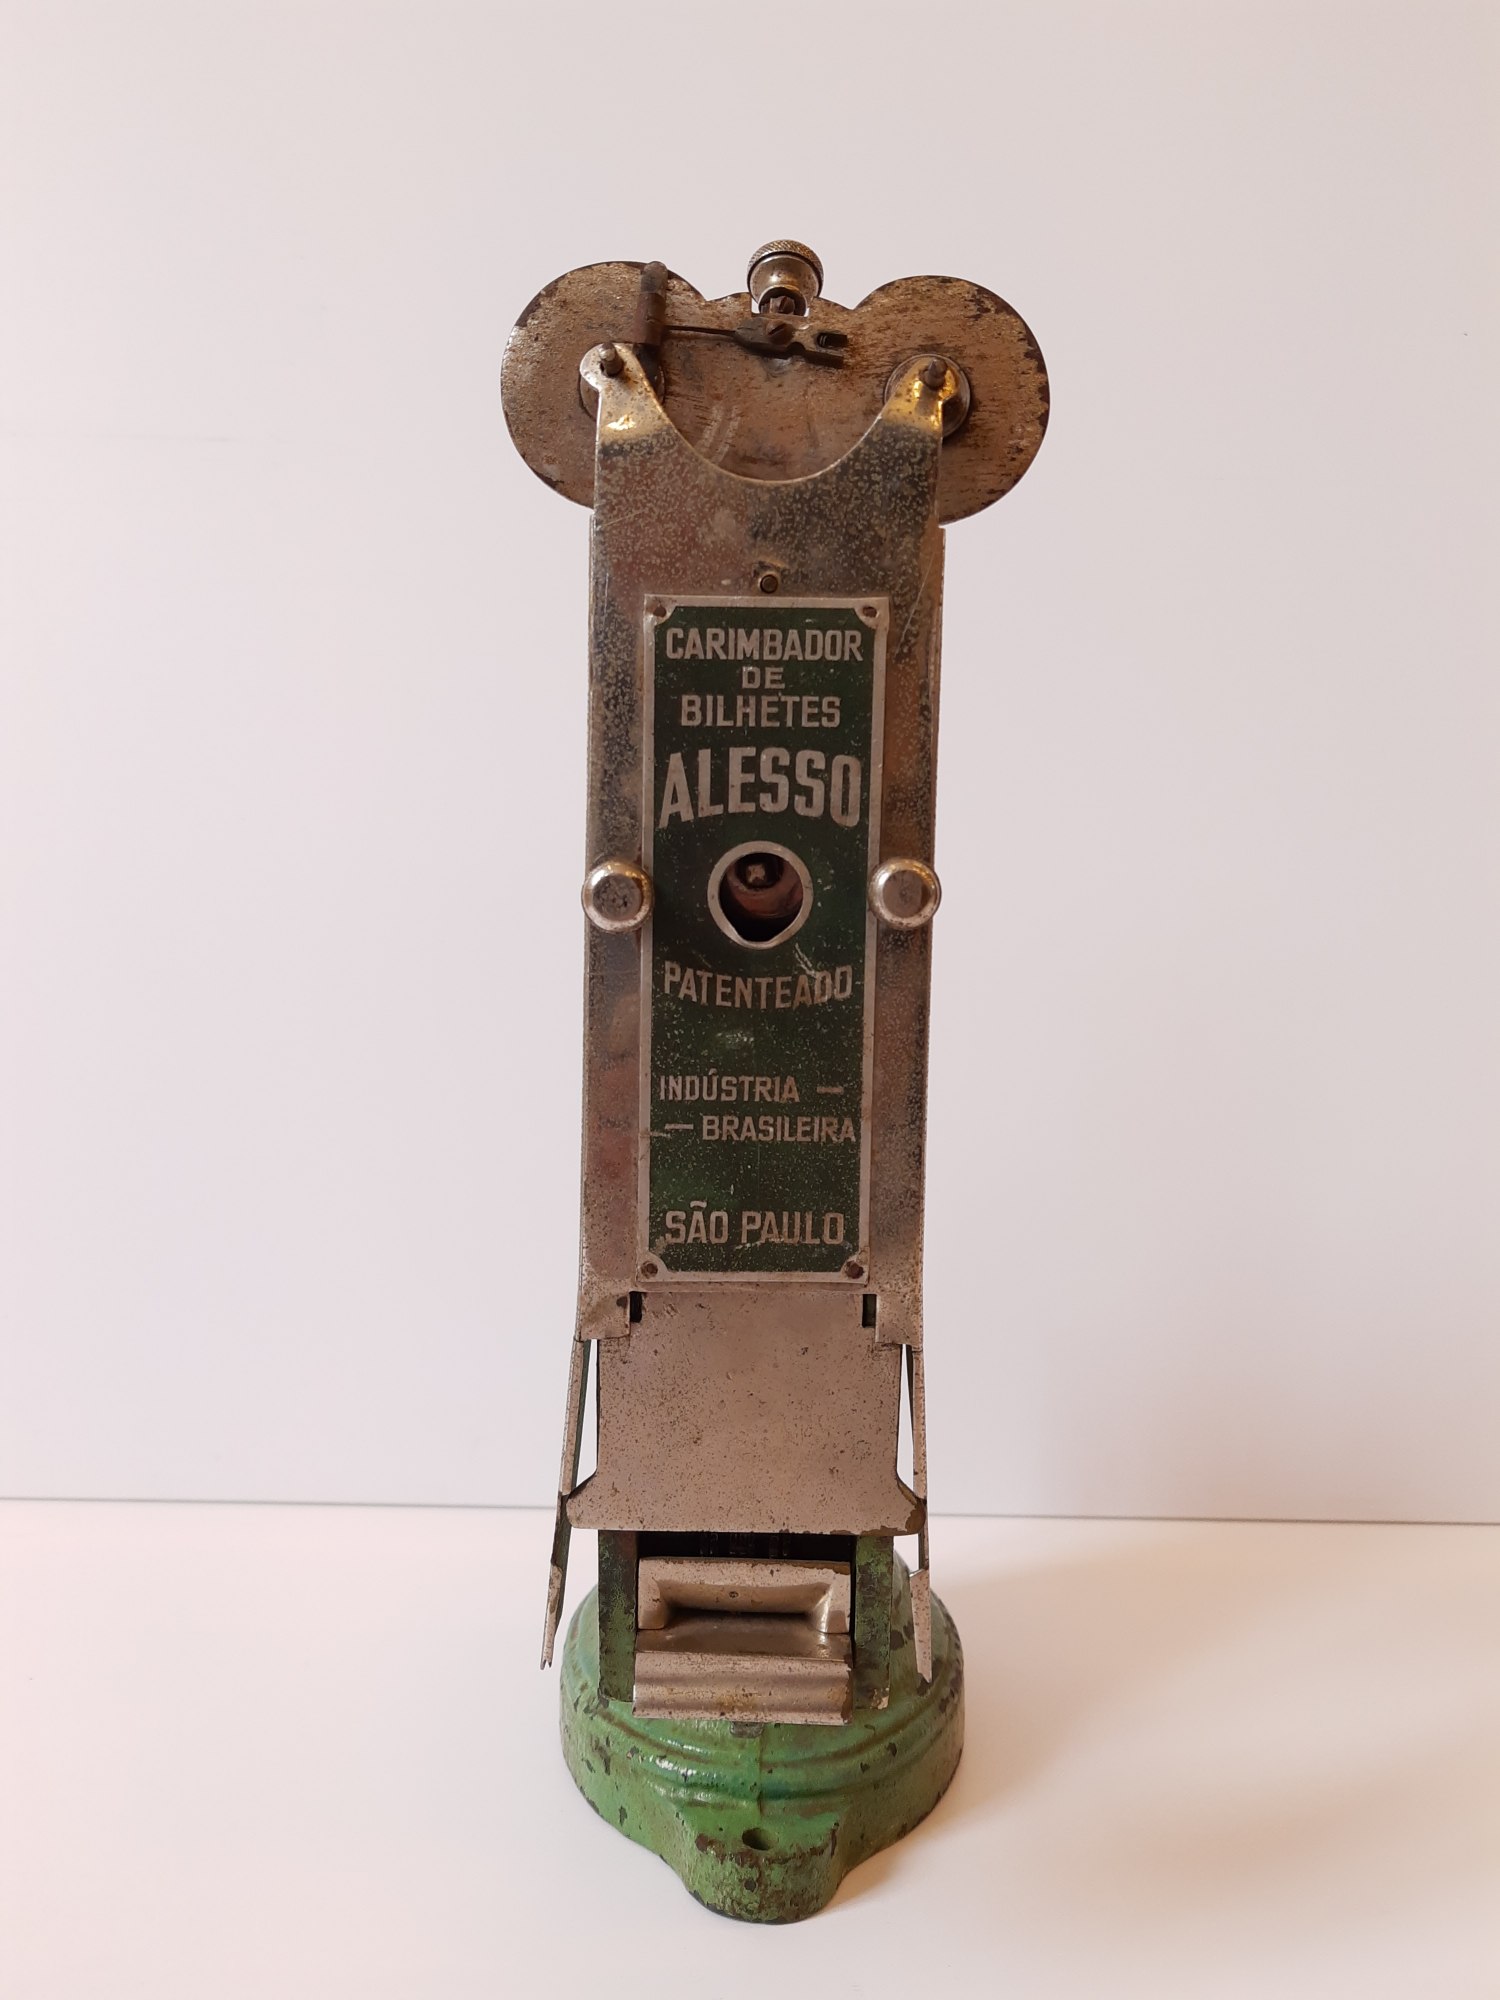 CARIMBADOR
DE
BILHETES
ALESSO
PATENTEADO
INDÚSTRIA —
— BRASILEIRA
SÃO PAULO